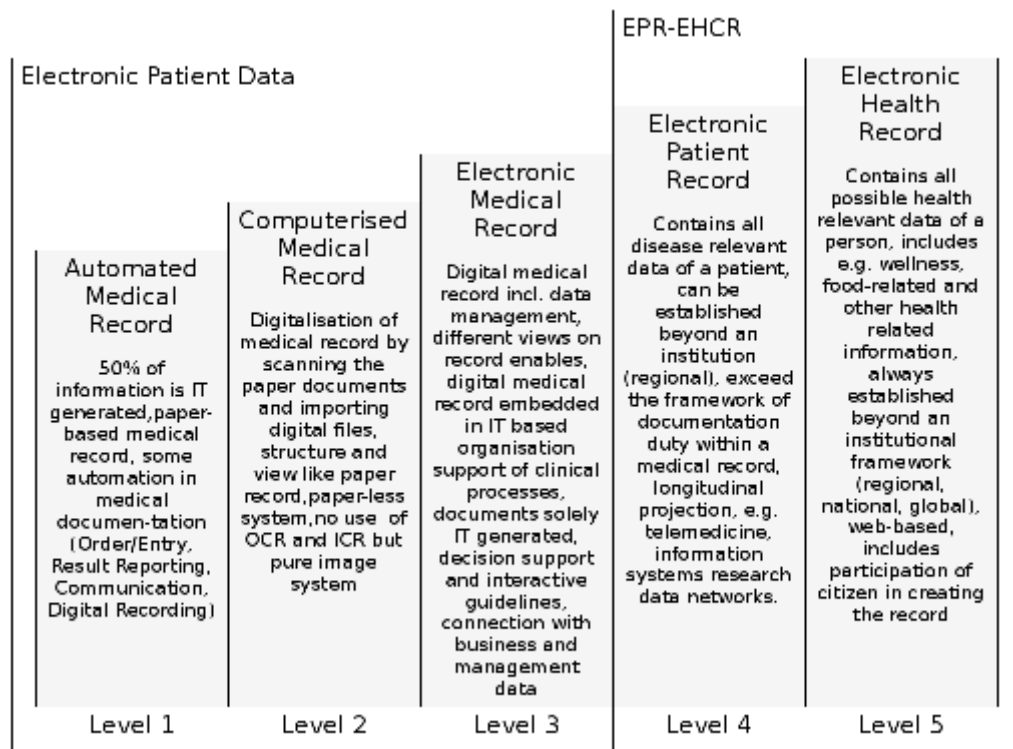 EPR-EHCR
Electronic Patient Data
Automated
Medical
Record
50% of
information is IT
generated,paper-
based medical
record, some
automation in
medical
documen-tation
(Order/Entry,
Result Reporting,
Communication,
Digital Recording)
Level 1
Computerised
Medical
Record
Digitalisation of
medical record by
scanning the
paper documents
and importing
digital files,
structure and
view like paper
record,paper-less
system,no use of
OCR and ICR but
pure image
system
Level 2
Electronic
Medical
Record
Digital medical
record incl. data
management,
different views on
record enables,
digital medical
record embedded
in IT based
organisation
support of clinical
processes,
documents solely
IT generated,
decision support
and interactive
guidelines,
connection with
business and
management
data
Level 3
Electronic
Patient
Record
Contains all
disease relevant
data of a patient,
can be
established
beyond an
institution
(regional), exceed
the framework of
documentation
duty within a
medical record,
longitudinal
projection, e.g.
telemedicine,
information
systems research
data networks.
Level 4
Electronic
Health
Record
Contains all
possible health
relevant data of a
person, includes
e.g. wellness,
food-related and
other health
related
information,
always
established
beyond an
institutional
framework
(regional,
national, global),
web-based,
includes
participation of
citizen in creating
the record
Level 5